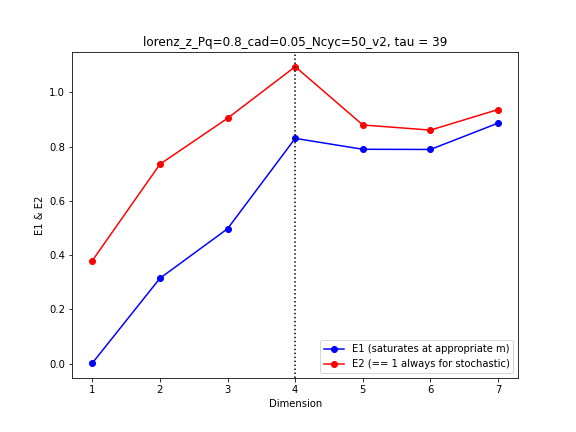 lorenz_z_Pq=0.8_cad=0.05_Ncyc=50_v2, tau = 39
E1 & E2
1.0
0.8
0.6
0.4
0.2
0.0
E1 (saturates at appropriate m)
E2 (== 1 always for stochastic)
1 2 3 4 5 6 7
Dimension